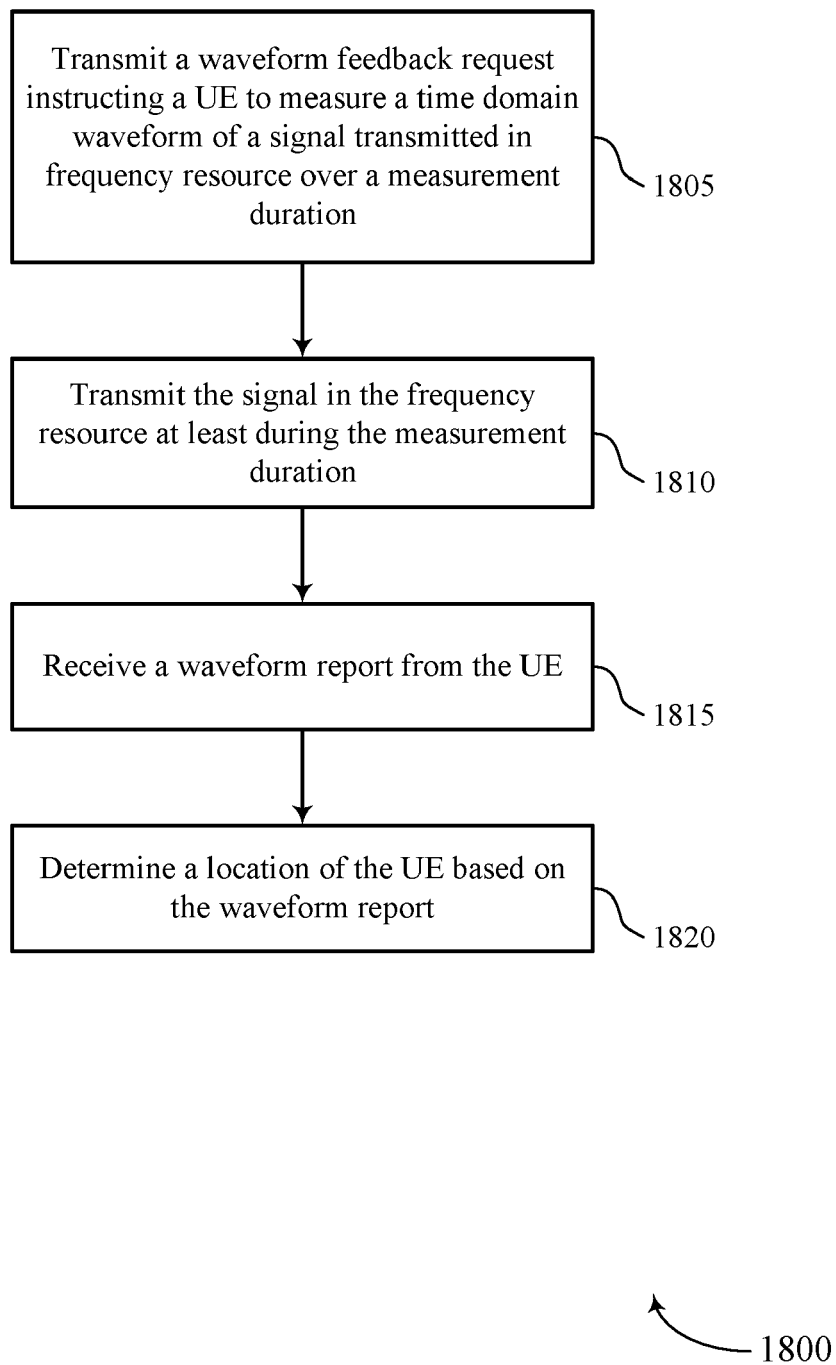 Transmit a waveform feedback request
instructing a UE to measure a time domain
waveform of a signal transmitted in
frequency resource over a measurement
duration
1805
Transmit the signal in the frequency
resource at least during the measurement
duration
1810
Receive a waveform report from the UE
1815
Determine a location of the UE based on
the waveform report
1820
1800